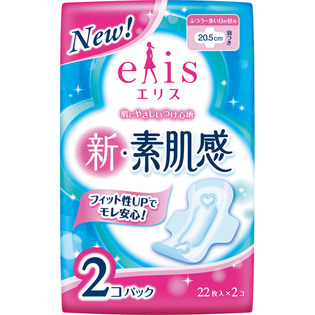 New!
elis
エリス
ふつう〜多い日の昼用
20.5cm
羽つき
肌にやさしいつけ心地
新・素肌感
フィット性UPで
モレ安心!
2コパック
22枚入×2コ